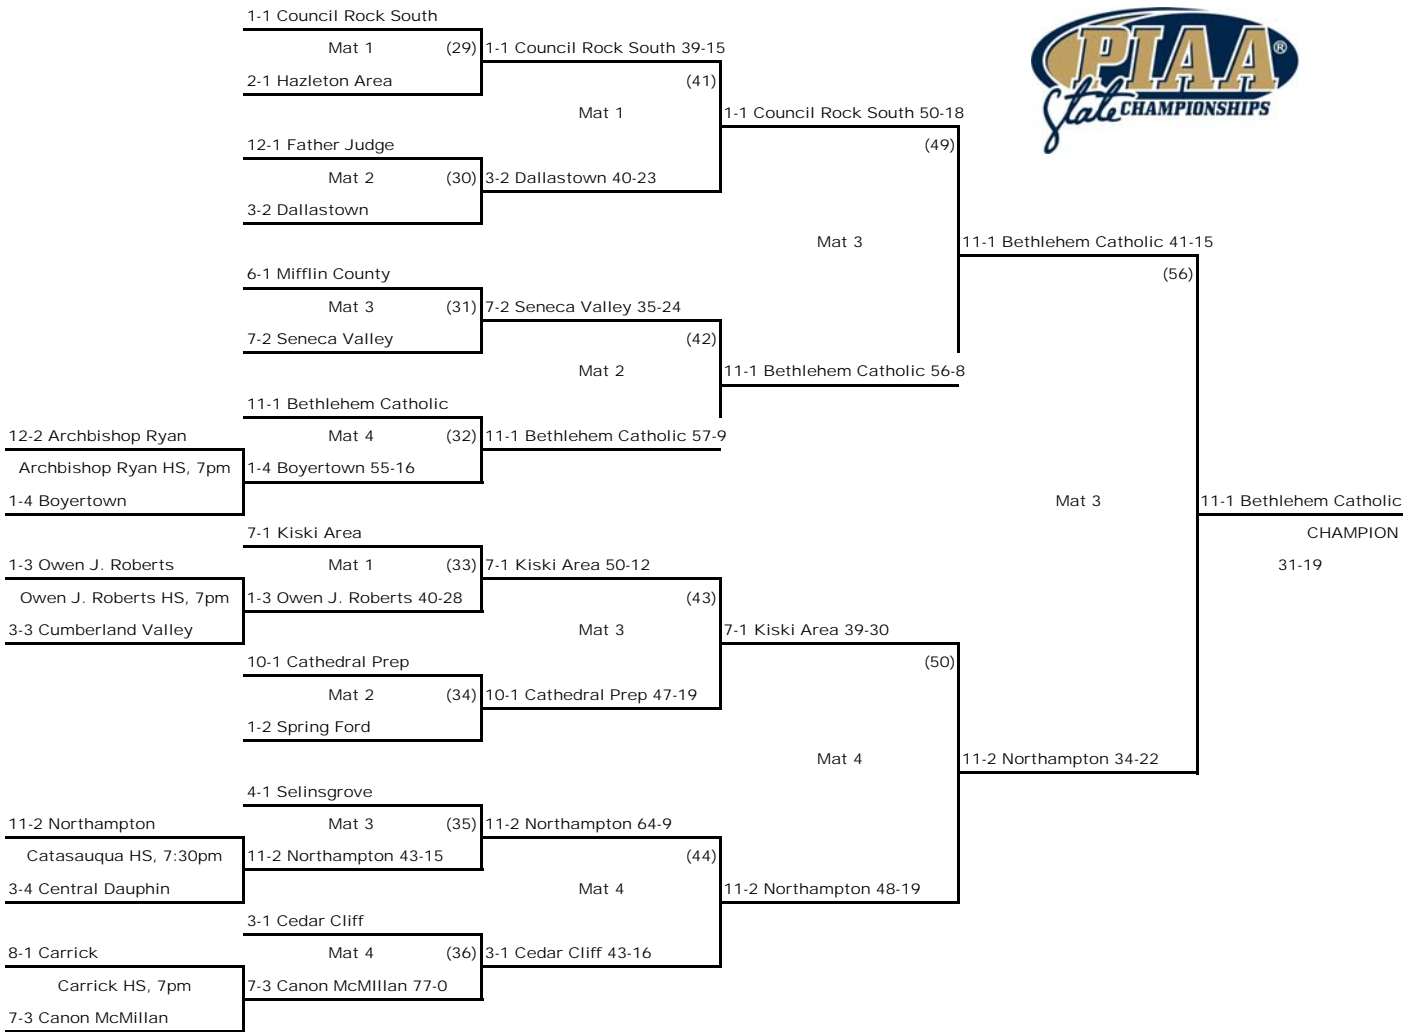 1-1 Council Rock South
Mat 1 (29) 1-1 Council Rock South 39-15
2-1 Hazleton Area (41)
Mat 1 1-1 Council Rock South 50-18
12-1 Father Judge (49)
Mat 2 (30) 3-2 Dallastown 40-23
3-2 Dallastown
Mat 3 11-1 Bethlehem Catholic 41-15
6-1 Mifflin County (56)
Mat 3 (31) 7-2 Seneca Valley 35-24
7-2 Seneca Valley (42)
Mat 2 11-1 Bethlehem Catholic 56-8
11-1 Bethlehem Catholic
12-2 Archbishop Ryan Mat 4 (32) 11-1 Bethlehem Catholic 57-9
Archbishop Ryan HS, 7pm 1-4 Boyertown 55-16
1-4 Boyertown Mat 3 11-1 Bethlehem Catholic
7-1 Kiski Area CHAMPION
1-3 Owen J. Roberts Mat 1 (33) 7-1 Kiski Area 50-12 31-19
Owen J. Roberts HS, 7pm 1-3 Owen J. Roberts 40-28 (43)
3-3 Cumberland Valley Mat 3 7-1 Kiski Area 39-30
10-1 Cathedral Prep (50)
Mat 2 (34) 10-1 Cathedral Prep 47-19
1-2 Spring Ford
Mat 4 11-2 Northampton 34-22
4-1 Selinsgrove
11-2 Northampton Mat 3 (35) 11-2 Northampton 64-9
Catasauqua HS, 7:30pm 11-2 Northampton 43-15 (44)
3-4 Central Dauphin Mat 4 11-2 Northampton 48-19
3-1 Cedar Cliff
8-1 Carrick Mat 4 (36) 3-1 Cedar Cliff 43-16
Carrick HS, 7pm 7-3 Canon McMIllan 77-0
7-3 Canon McMillan
PIAA®
State CHAMPIONSHIPS